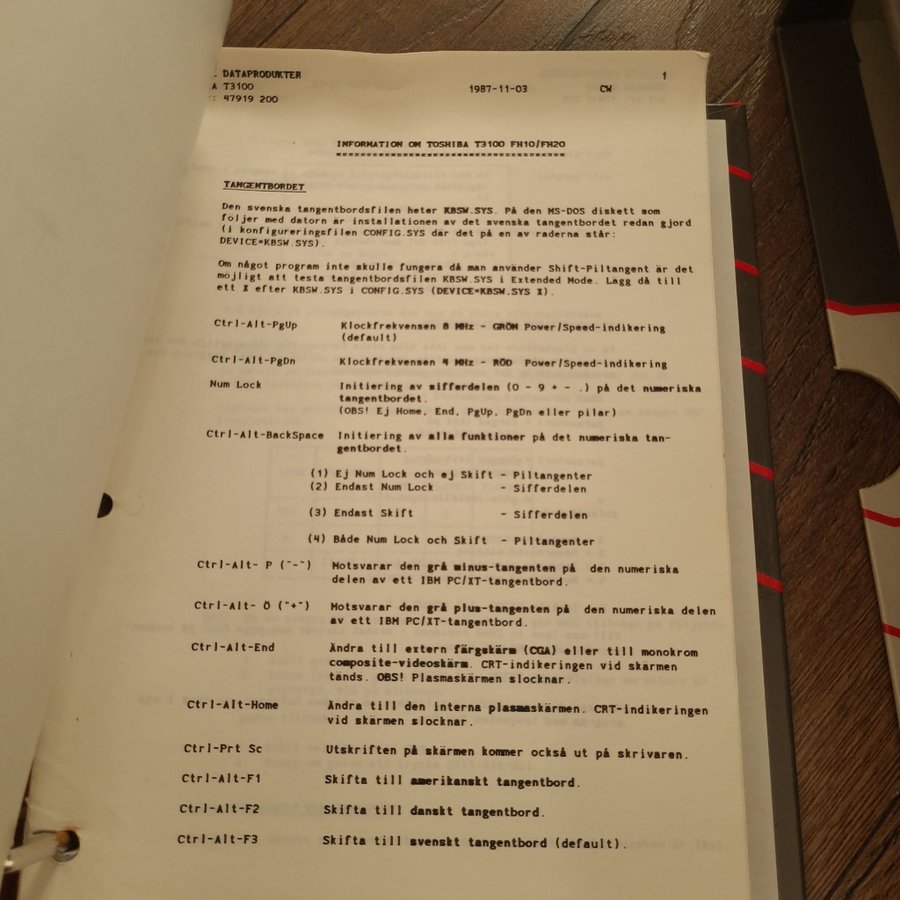 . DATAPRODUKTER 1
A T3100 1987-11-03 CW
: 47919 200
INFORMATION OM TOSHIBA T3100 FH10/FH20
======================================
TANGENTBORDET
Den svenska tangentbordsfilen heter KBSW.SYS. På den MS-DOS diskett som
följer med datorn är installationen av det svenska tangentbordet redan gjord
(i konfigureringsfilen CONFIG.SYS där det på en av raderna står:
DEVICE=KBSW.SYS).
Om något program inte skulle fungera då man använder Shift-Piltangent är det
möjligt att testa tangentbordsfilen KBSW.SYS i Extended Mode. Lägg då till
ett X efter KBSW.SYS i CONFIG.SYS (DEVICE=KBSW.SYS X).
Ctrl-Alt-PgUp Klockfrekvensen 8 MHz - GRÖN Power/Speed-indikering
(default)
Ctrl-Alt-PgDn Klockfrekvensen 4 MHz - RÖD Power/Speed-indikering
Num Lock Initiering av sifferdelen (0 - 9 + - .) på det numeriska
tangentbordet.
(OBS! Ej Home, End, PgUp, PgDn eller pilar)
Ctrl-Alt-BackSpace Initiering av alla funktioner på det numeriska tan-
gentbordet.
(1) Ej Num Lock och ej Skift - Piltangenter
(2) Endast Num Lock - Sifferdelen
(3) Endast Skift - Sifferdelen
(4) Både Num Lock och Skift - Piltangenter
Ctrl-Alt- P ("-") Motsvarar den grå minus-tangenten på den numeriska
delen av ett IBM PC/XT-tangentbord.
Ctrl-Alt- Ö ("+") Motsvarar den grå plus-tangenten på den numeriska delen
av ett IBM PC/XT-tangentbord.
Ctrl-Alt-End Ändra till extern färgskärm (CGA) eller till monokrom
composite-videoskärm. CRT-indikeringen vid skärmen
tänds. OBS! Plasmaskärmen slocknar.
Ctrl-Alt-Home Ändra till den interna plasmaskärmen. CRT-indikeringen
vid skärmen slocknar.
Ctrl-Prt Sc Utskriften på skärmen kommer också ut på skrivaren.
Ctrl-Alt-F1 Skifta till amerikanskt tangentbord.
Ctrl-Alt-F2 Skifta till danskt tangentbord.
Ctrl-Alt-F3 Skifta till svenskt tangentbord (default).